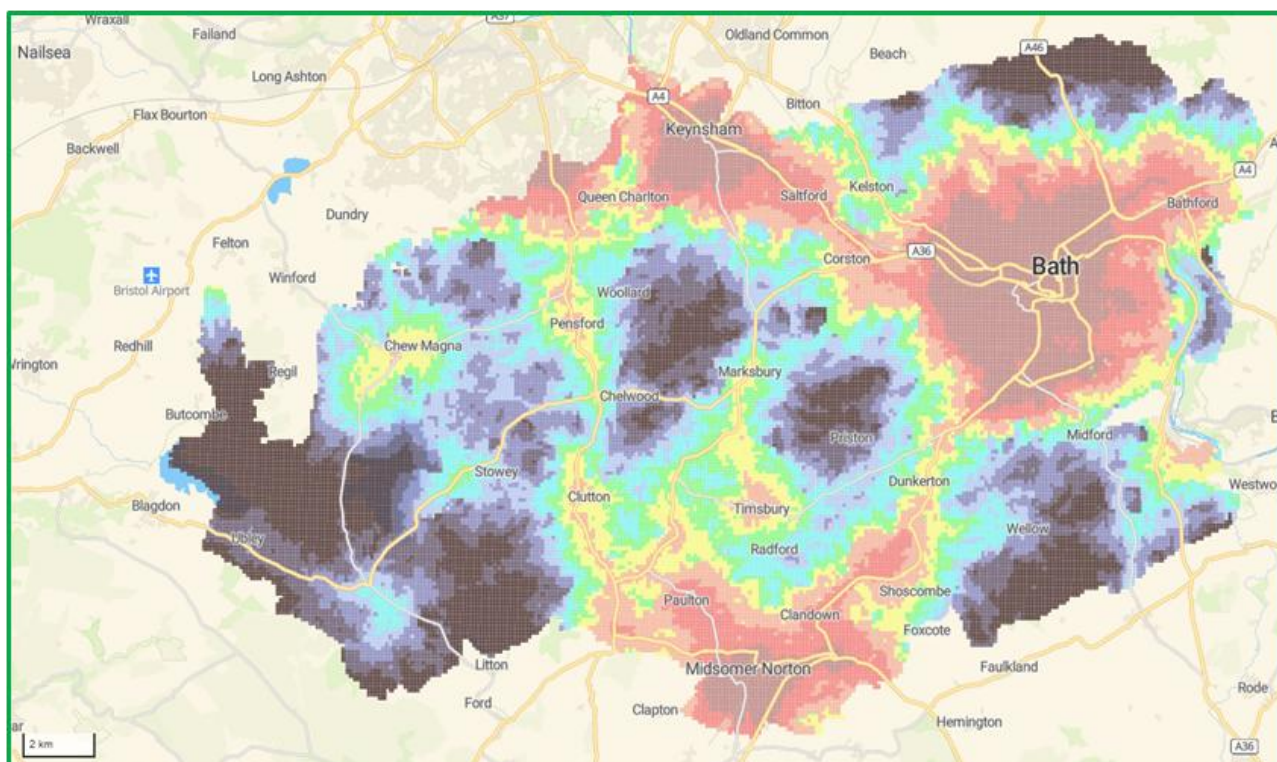 Wraxall
Failand
A37
Oldland Common
Beach
A46
Nailsea
Long Ashton
A4
Bitton
Flax Bourton
Keynsham
Backwell
Queen Charlton
Saltford
Kelston
A4
Bathford
Dundry
Felton
Winford
Corston
A36
Bath
Bristol Airport
Woollard
Pensford
Redhill
Chew Magna
Regil
Marksbury
Chelwood
Butcombe
Priston
Midford
Stowey
Clutton
Dunkerton
Blagdon
Timsbury
Ubley
Radford
Wellow
Paulton
Clandown
Shoscombe
Foxcote
Litton
Midsomer Norton
Faulkland
Ford
Clapton
Rode
Hemington
2 km
A36